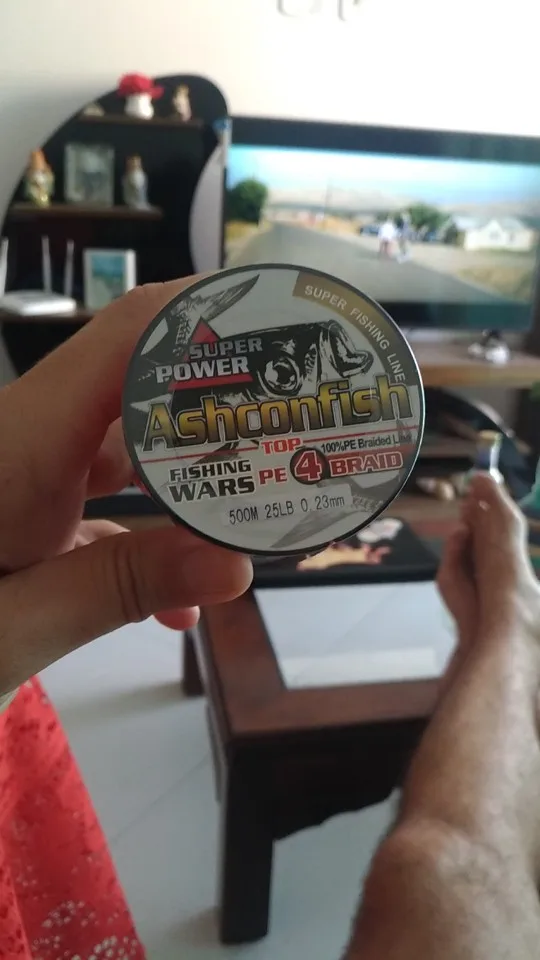 SUPER FISHING LINE
SUPER
POWER
Ashconfish
TOP 100%PE Braided Line
FISHING
WARS PE 4 BRAID
500M 25LB 0.23mm